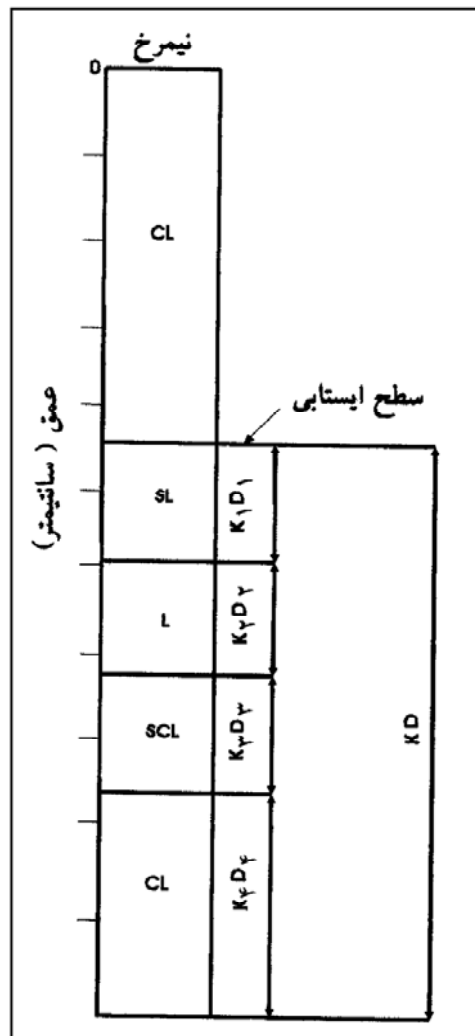 نیمرخ
0
CL
عمق (سانتیمتر)
سطح ایستابی
SL
K۱D۱
L
K۲D۲
SCL
K۳D۳
KD
CL
K۴D۴